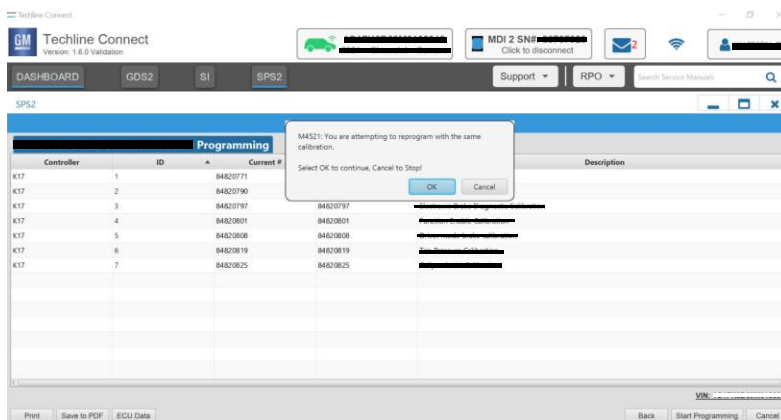 Techline Connect
GM
Techline Connect
Version: 1.6.0 Validation
MDI 2 SN#
Click to disconnect
2
DASHBOARD GDS2 SI SPS2 Support RPO Search Service Manuals
SPS2
M4521: You are attempting to reprogram with the same
calibration.
Select OK to continue, Cancel to Stop!
OK Cancel
Programming
Controller ID Current # Description
K17 1 84820771
K17 2 84820790
K17 3 84820797 84820797
K17 4 84820801 84820801
K17 5 84820808 84820808
K17 6 84820819 84820819
K17 7 84820825 84820825
VIN:
Print Save to PDF ECU Data Back Start Programming Cancel